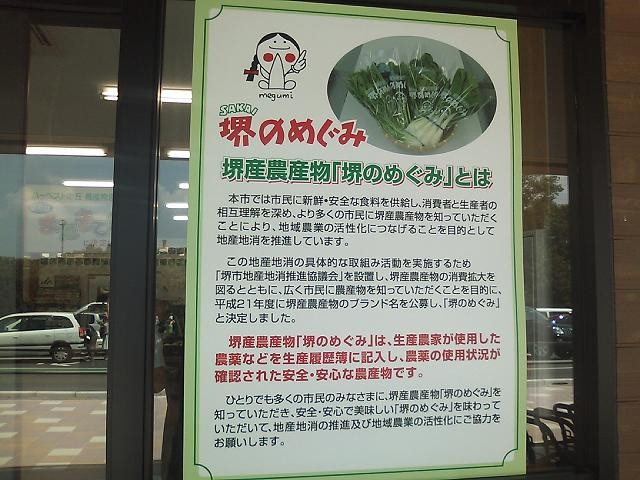 megumi
SAKAI
堺のめぐみ
堺産農産物「堺のめぐみ」とは
本市では市民に新鮮・安全な食料を供給し、消費者と生産者の
相互理解を深め、より多くの市民に堺産農産物を知っていただく
ことにより、地域農業の活性化につなげることを目的として
地産地消を推進しています。
この地産地消の具体的な取組み活動を実施するため
「堺市地産地消推進協議会」を設置し、堺産農産物の消費拡大を
図るとともに、広く市民に農産物を知っていただくことを目的に、
平成21年度に堺産農産物のブランド名を公募し、「堺のめぐみ」
と決定しました。
堺産農産物「堺のめぐみ」は、生産農家が使用した
農薬などを生産履歴簿に記入し、農薬の使用状況が
確認された安全・安心な農産物です。
ひとりでも多くの市民のみなさまに、堺産農産物「堺のめぐみ」を
知っていただき、安全・安心で美味しい「堺のめぐみ」を味わって
いただいて、地産地消の推進及び地域農業の活性化にご協力を
お願いします。